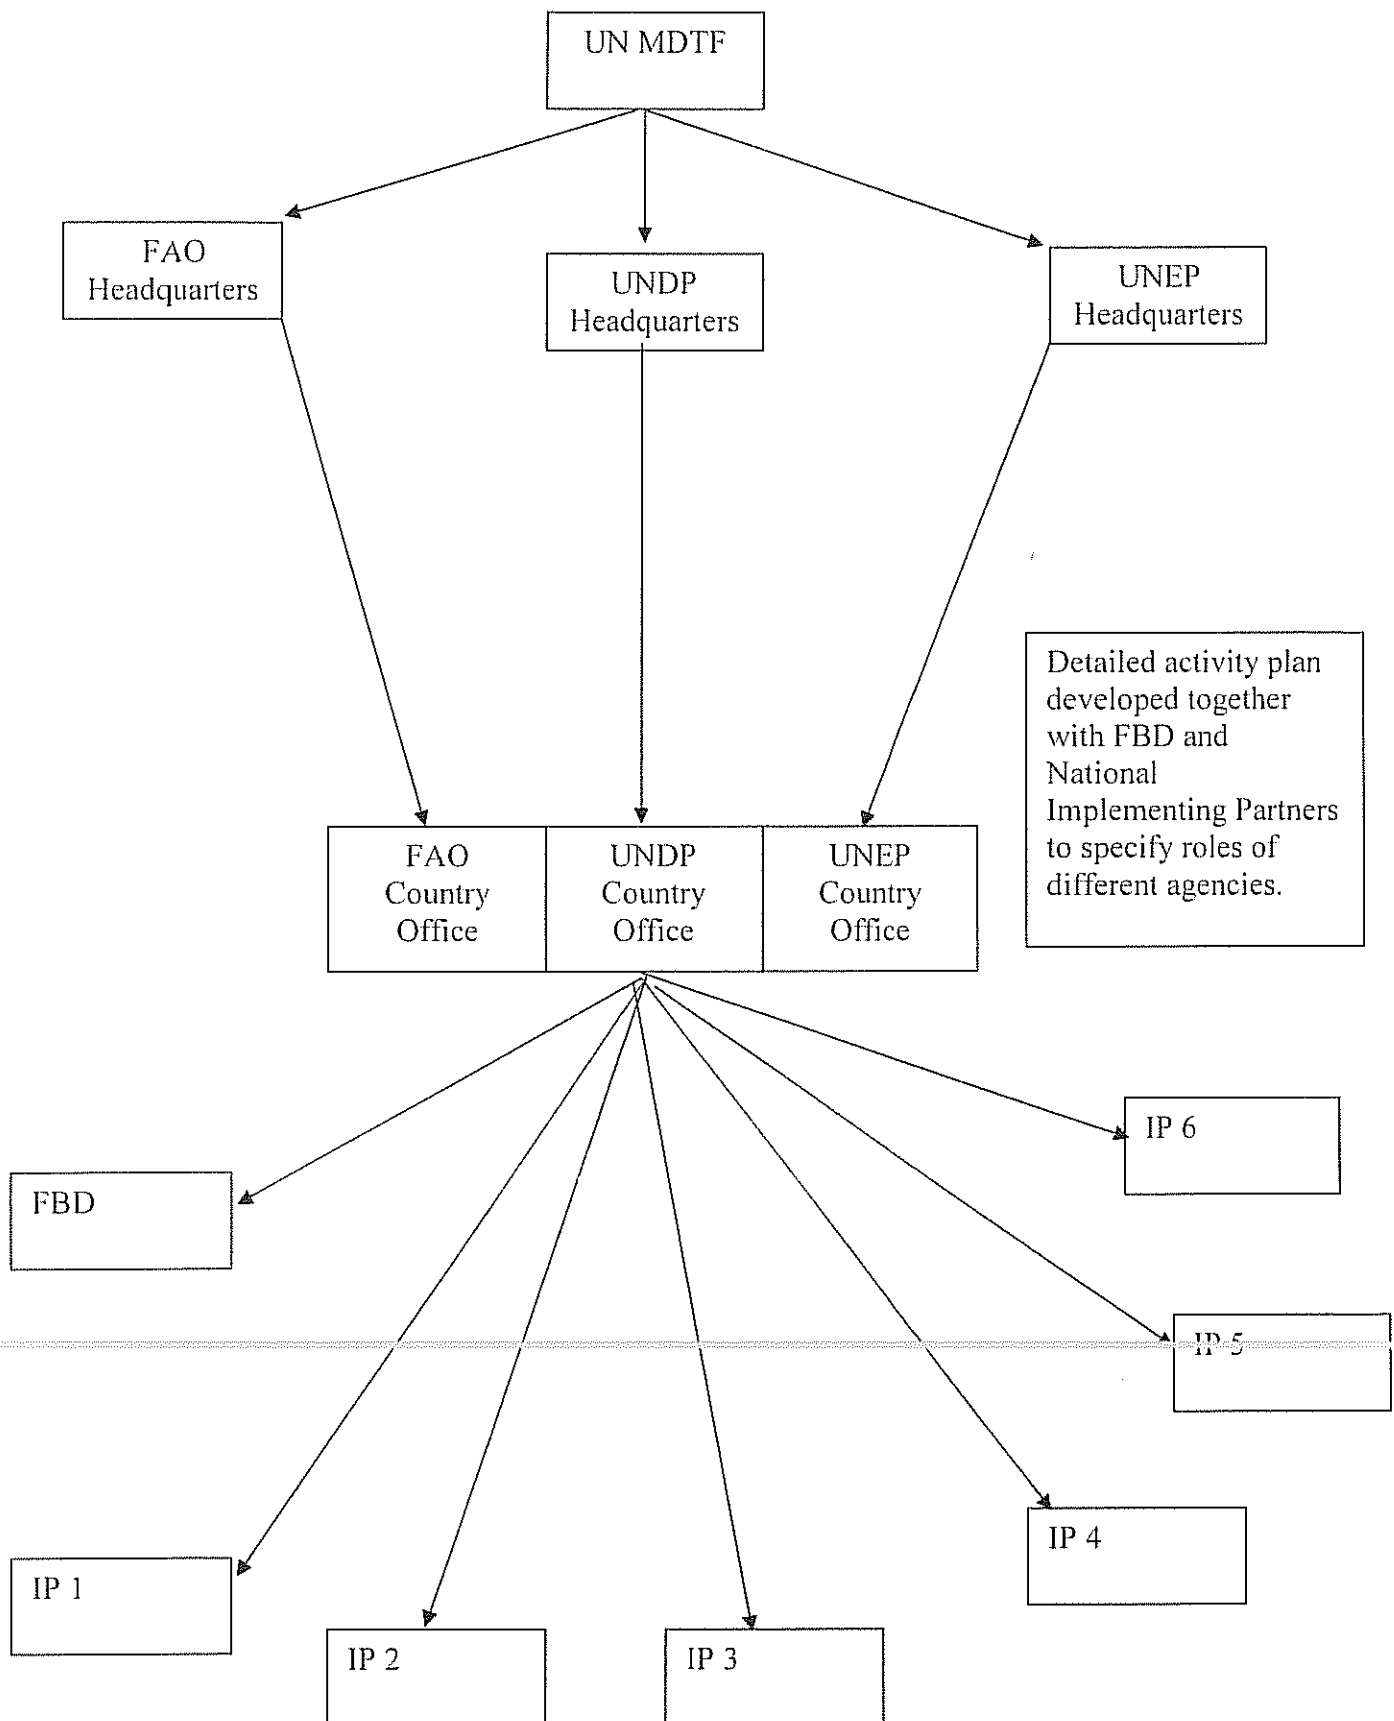 UN MDTF
FAO
Headquarters
UNDP
Headquarters
UNEP
Headquarters
Detailed activity plan
developed together
with FBD and
National
Implementing Partners
to specify roles of
different agencies.
FAO
Country
Office
UNDP
Country
Office
UNEP
Country
Office
IP 6
FBD
IP 5
IP 4
IP 1
IP 2
IP 3